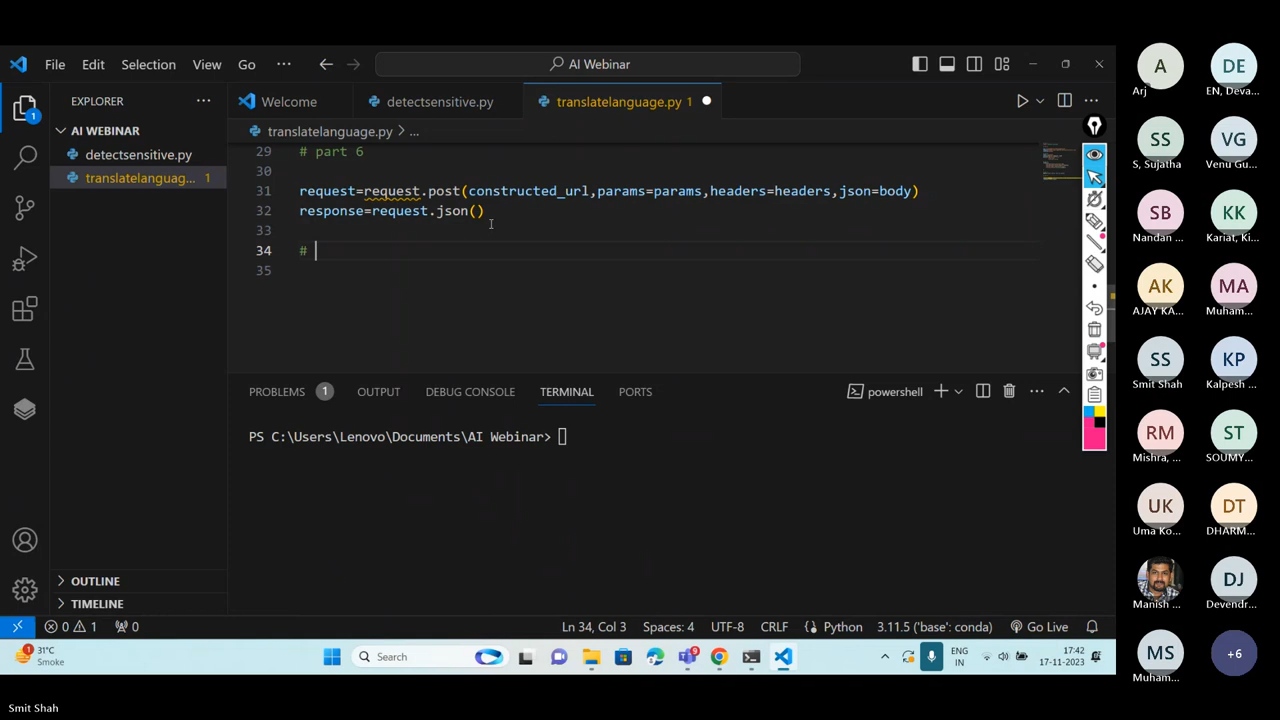 File Edit Selection View Go ··· AI Webinar
EXPLORER ···
Welcome detectsensitive.py translatelanguage.py 1
AI WEBINAR
translatelanguage.py > ...
detectsensitive.py
translatelanguag... 1
29 # part 6
30
31 request=request.post(constructed_url,params=params,headers=headers,json=body)
32 response=request.json()
33
34 #
35
PROBLEMS 1 OUTPUT DEBUG CONSOLE TERMINAL PORTS powershell
PS C:\Users\Lenovo\Documents\AI Webinar>
OUTLINE
TIMELINE
0 1 0 Ln 34, Col 3 Spaces: 4 UTF-8 CRLF Python 3.11.5 ('base': conda) Go Live
31°C
Smoke
Search
9
ENG
IN
17:42
17-11-2023
1
A
Arj
DE
EN, Deva...
SS
S, Sujatha
VG
Venu Gu...
SB
Nandan ...
KK
Kariat, Ki...
AK
AJAY KA...
MA
Muham...
SS
Smit Shah
KP
Kalpesh ...
RM
Mishra, ...
ST
SOUMY...
UK
Uma Ko...
DT
DHARM...
Manish ...
DJ
Devendr...
MS
Muham...
+6
Smit Shah